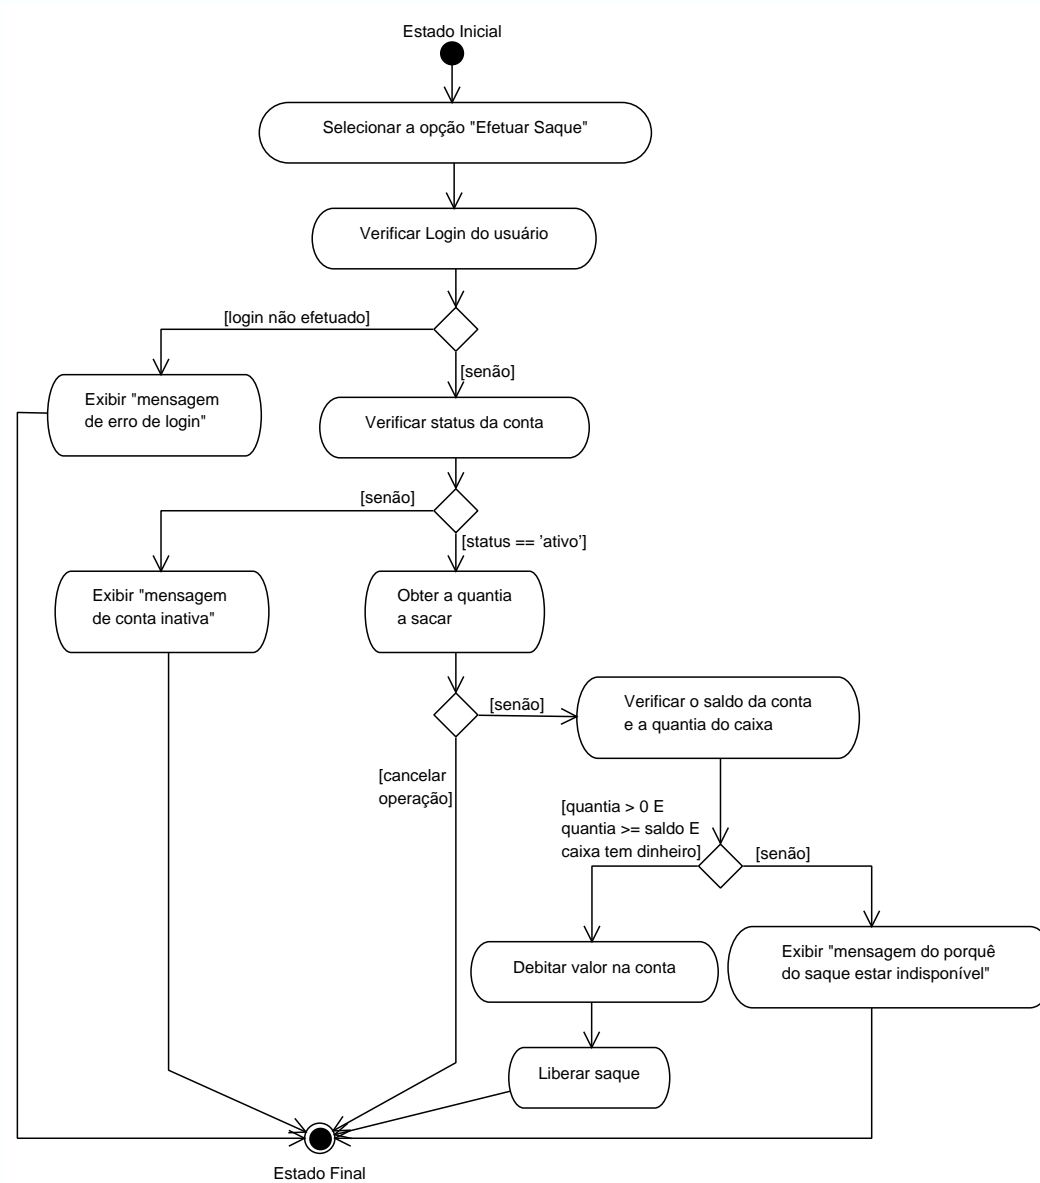 Estado Inicial
Selecionar a opção "Efetuar Saque"
Verificar Login do usuário
[login não efetuado]
[senão]
Exibir "mensagem
de erro de login"
Verificar status da conta
[senão]
[status == 'ativo']
Exibir "mensagem
de conta inativa"
Obter a quantia
a sacar
[senão]
Verificar o saldo da conta
e a quantia do caixa
[cancelar
operação]
[quantia > 0 E
quantia >= saldo E
caixa tem dinheiro]
[senão]
Debitar valor na conta
Exibir "mensagem do porquê
do saque estar indisponível"
Liberar saque
Estado Final